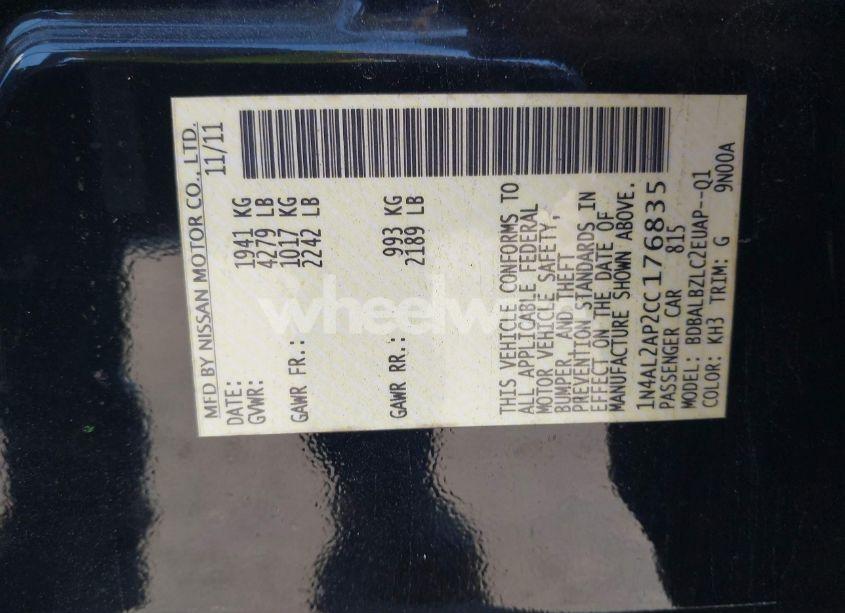 MFD BY NISSAN MOTOR CO., LTD.
DATE: 11/11
GVWR: 1941 KG
4279 LB
GAWR FR.: 1017 KG
2242 LB
GAWR RR.: 993 KG
2189 LB
THIS VEHICLE CONFORMS TO
ALL APPLICABLE FEDERAL
MOTOR VEHICLE SAFETY,
BUMPER, AND THEFT
PREVENTION STANDARDS IN
EFFECT ON THE DATE OF
MANUFACTURE SHOWN ABOVE.
1N4AL2AP2CC176835
PASSENGER CAR 815
MODEL: BDBALBZLC2EUAP--Q1
COLOR: KH3 TRIM: G 9N00A